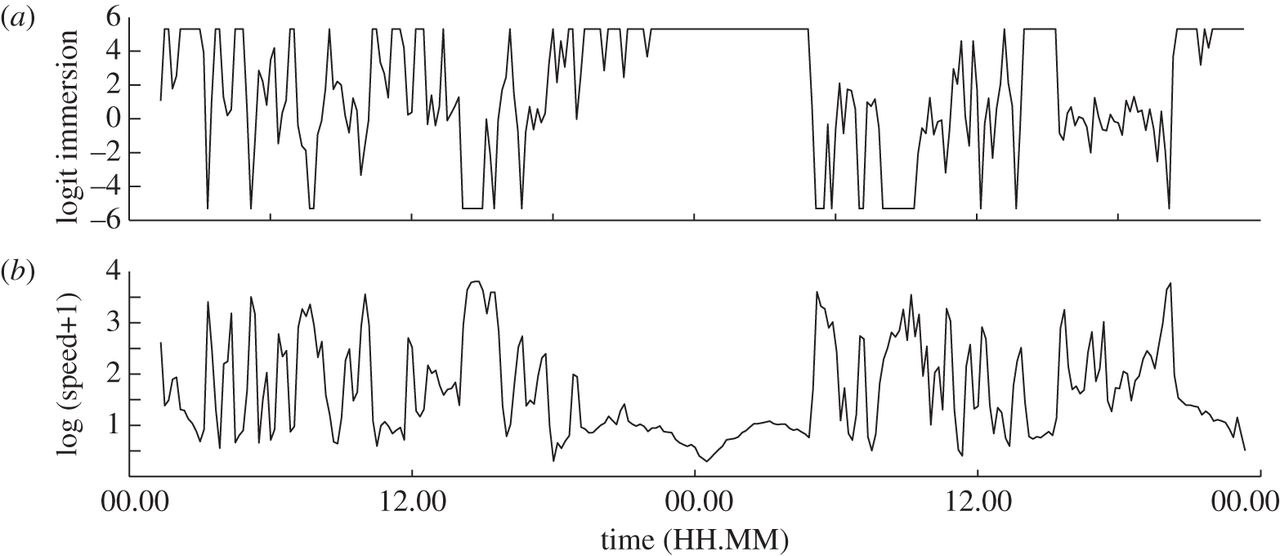 (a)
logit immersion
6
4
2
0
−2
−4
−6
(b)
log (speed+1)
4
3
2
1
00.00 12.00 00.00 12.00 00.00
time (HH.MM)